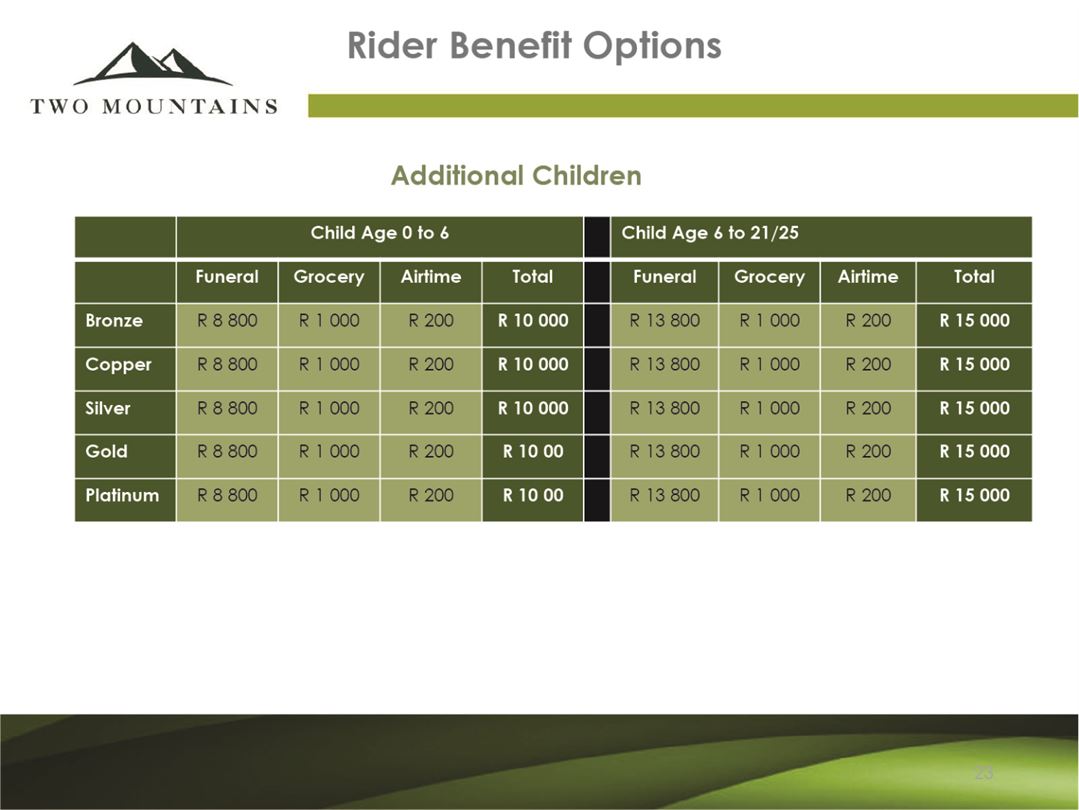 Rider Benefit Options
TWO MOUNTAINS
Additional Children
Child Age 0 to 6 Child Age 6 to 21/25
Funeral Grocery Airtime Total Funeral Grocery Airtime Total
Bronze R 8 800 R 1 000 R 200 R 10 000 R 13 800 R 1 000 R 200 R 15 000
Copper R 8 800 R 1 000 R 200 R 10 000 R 13 800 R 1 000 R 200 R 15 000
Silver R 8 800 R 1 000 R 200 R 10 000 R 13 800 R 1 000 R 200 R 15 000
Gold R 8 800 R 1 000 R 200 R 10 00 R 13 800 R 1 000 R 200 R 15 000
Platinum R 8 800 R 1 000 R 200 R 10 00 R 13 800 R 1 000 R 200 R 15 000
23